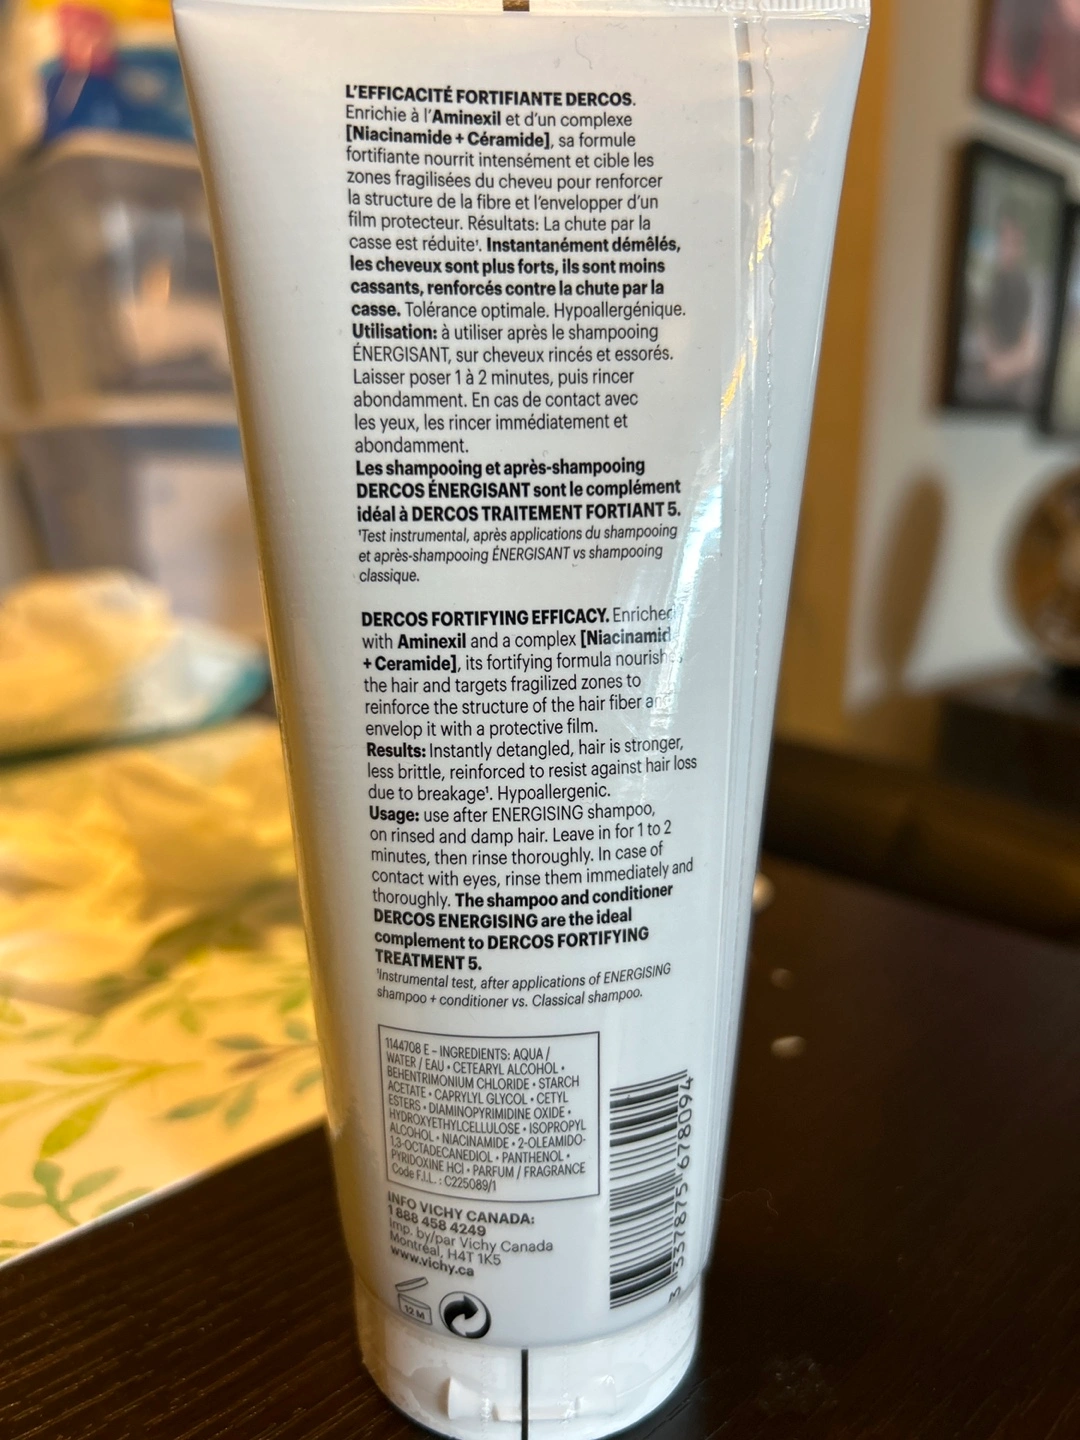 L'EFFICACITÉ FORTIFIANTE DERCOS.
Enrichie à l'Aminexil et d'un complexe
[Niacinamide + Céramide], sa formule
fortifiante nourrit intensément et cible les
zones fragilisées du cheveu pour renforcer
la structure de la fibre et l'envelopper d'un
film protecteur. Résultats: La chute par la
casse est réduite¹. Instantanément démêlés,
les cheveux sont plus forts, ils sont moins
cassants, renforcés contre la chute par la
casse. Tolérance optimale. Hypoallergénique.
Utilisation: à utiliser après le shampooing
ÉNERGISANT, sur cheveux rincés et essorés.
Laisser poser 1 à 2 minutes, puis rincer
abondamment. En cas de contact avec
les yeux, les rincer immédiatement et
abondamment.
Les shampooing et après-shampooing
DERCOS ÉNERGISANT sont le complément
idéal à DERCOS TRAITEMENT FORTIANT 5.
¹Test instrumental, après applications du shampooing
et après-shampooing ÉNERGISANT vs shampooing
classique.
DERCOS FORTIFYING EFFICACY. Enriched
with Aminexil and a complex [Niacinamid
+ Ceramide], its fortifying formula nourishes
the hair and targets fragilized zones to
reinforce the structure of the hair fiber and
envelop it with a protective film.
Results: Instantly detangled, hair is stronger,
less brittle, reinforced to resist against hair loss
due to breakage¹. Hypoallergenic.
Usage: use after ENERGISING shampoo,
on rinsed and damp hair. Leave in for 1 to 2
minutes, then rinse thoroughly. In case of
contact with eyes, rinse them immediately and
thoroughly. The shampoo and conditioner
DERCOS ENERGISING are the ideal
complement to DERCOS FORTIFYING
TREATMENT 5.
¹Instrumental test, after applications of ENERGISING
shampoo + conditioner vs. Classical shampoo.
1144708 E - INGREDIENTS: AQUA /
WATER / EAU • CETEARYL ALCOHOL •
BEHENTRIMONIUM CHLORIDE • STARCH
ACETATE • CAPRYLYL GLYCOL • CETYL
ESTERS • DIAMINOPYRIMIDINE OXIDE •
HYDROXYETHYLCELLULOSE • ISOPROPYL
ALCOHOL • NIACINAMIDE • 2-OLEAMIDO-
1,3-OCTADECANEDIOL • PANTHENOL •
PYRIDOXINE HCl • PARFUM / FRAGRANCE
Code F.I.L. : C225089/1
3 337875 678094
INFO VICHY CANADA:
1 888 458 4249
Imp. by/par Vichy Canada
Montréal, H4T 1K5
www.vichy.ca
12 M